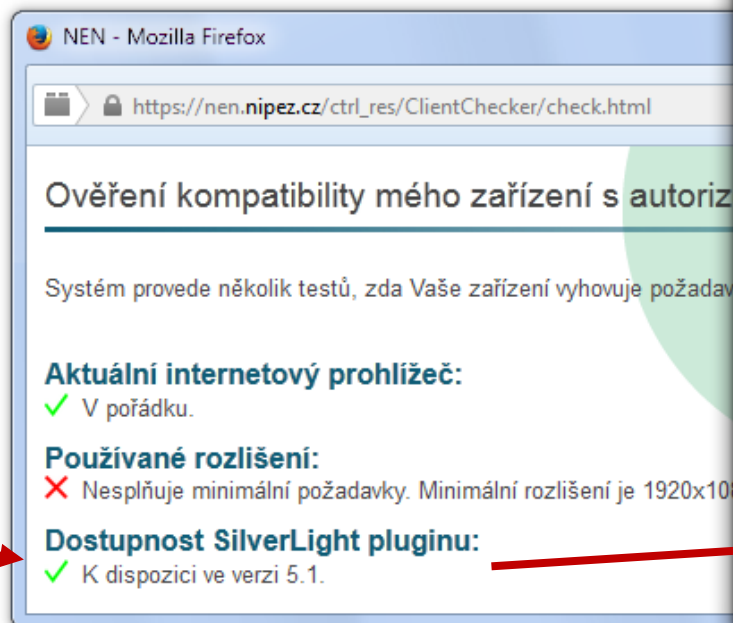 NEN - Mozilla Firefox
https://nen.nipez.cz/ctrl_res/ClientChecker/check.html
Ověření kompatibility mého zařízení s autoriz
Systém provede několik testů, zda Vaše zařízení vyhovuje požadav
Aktuální internetový prohlížeč:
V pořádku.
Používané rozlišení:
Nesplňuje minimální požadavky. Minimální rozlišení je 1920x108
Dostupnost SilverLight pluginu:
K dispozici ve verzi 5.1.